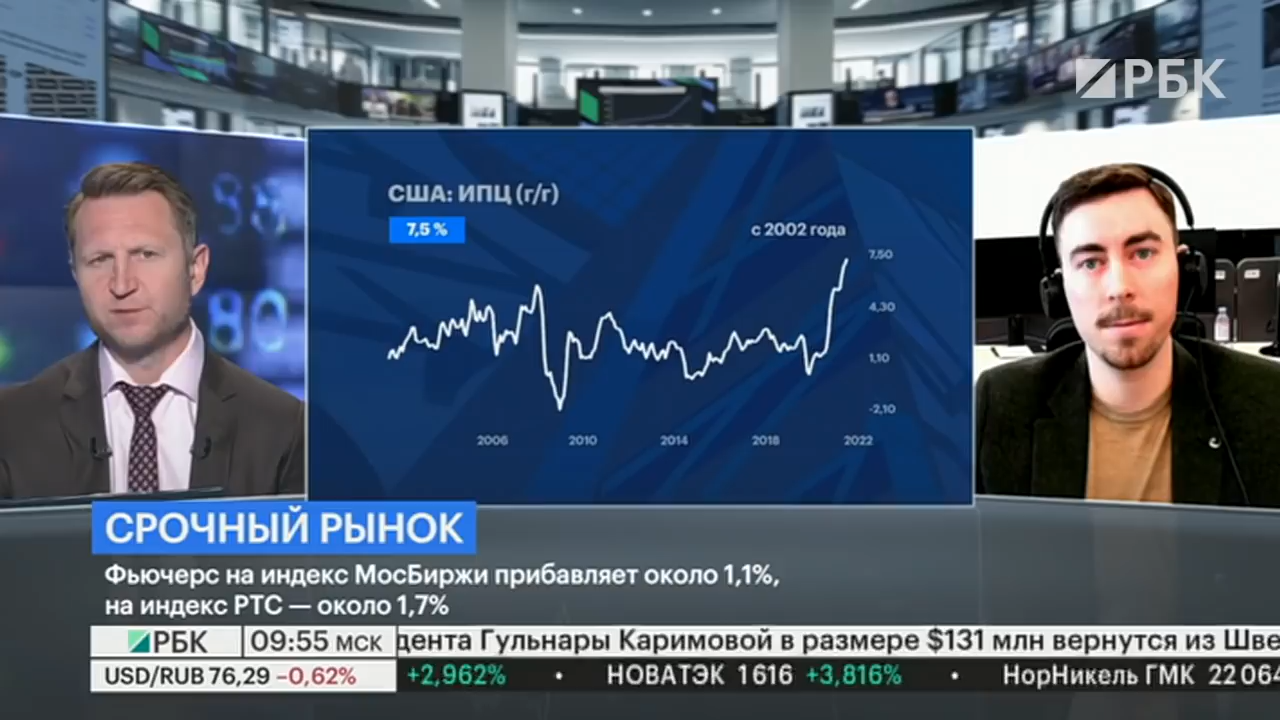 РБК
США: ИПЦ (г/г)
7,5 %
с 2002 года
7,50
4,30
1,10
-2,10
2006 2010 2014 2018 2022
98
80
СРОЧНЫЙ РЫНОК
Фьючерс на индекс МосБиржи прибавляет около 1,1%,
на индекс РТС — около 1,7%
РБК 09:55 МСК дента Гульнары Каримовой в размере $131 млн вернутся из Шве
USD/RUB 76,29 –0,62% +2,962% • НОВАТЭК 1616 +3,816% • НорНикель ГМК 22 064